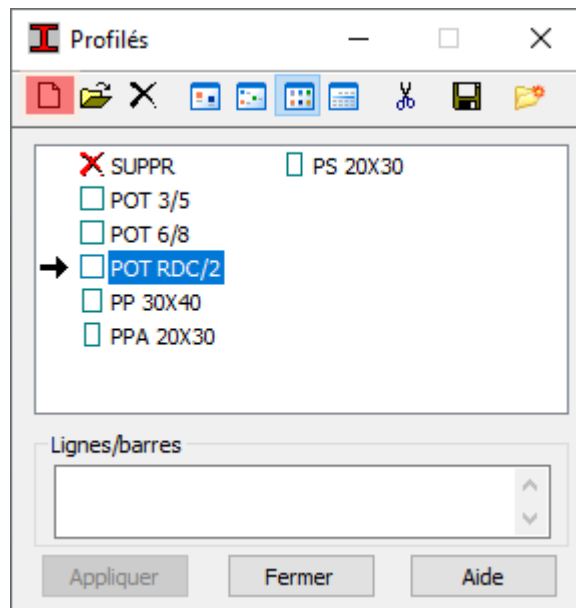 Profilés
SUPPR
POT 3/5
POT 6/8
POT RDC/2
PP 30X40
PPA 20X30
PS 20X30
Lignes/barres
Appliquer
Fermer
Aide